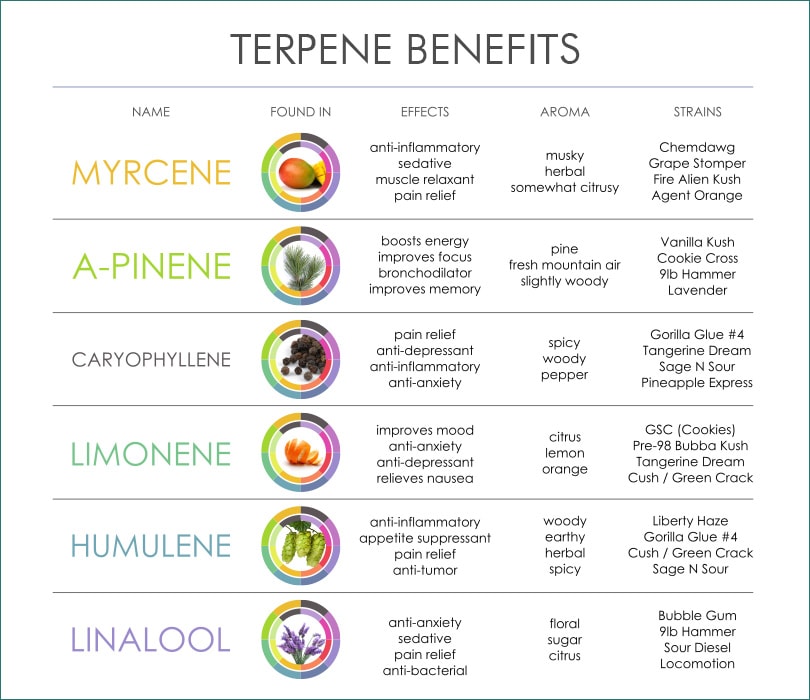 TERPENE BENEFITS
NAME FOUND IN EFFECTS AROMA STRAINS
MYRCENE
anti-inflammatory
sedative
muscle relaxant
pain relief
musky
herbal
somewhat citrusy
Chemdawg
Grape Stomper
Fire Alien Kush
Agent Orange
A-PINENE
boosts energy
improves focus
bronchodilator
improves memory
pine
fresh mountain air
slightly woody
Vanilla Kush
Cookie Cross
9lb Hammer
Lavender
CARYOPHYLLENE
pain relief
anti-depressant
anti-inflammatory
anti-anxiety
spicy
woody
pepper
Gorilla Glue #4
Tangerine Dream
Sage N Sour
Pineapple Express
LIMONENE
improves mood
anti-anxiety
anti-depressant
relieves nausea
citrus
lemon
orange
GSC (Cookies)
Pre-98 Bubba Kush
Tangerine Dream
Cush / Green Crack
HUMULENE
anti-inflammatory
appetite suppressant
pain relief
anti-tumor
woody
earthy
herbal
spicy
Liberty Haze
Gorilla Glue #4
Cush / Green Crack
Sage N Sour
LINALOOL
anti-anxiety
sedative
pain relief
anti-bacterial
floral
sugar
citrus
Bubble Gum
9lb Hammer
Sour Diesel
Locomotion